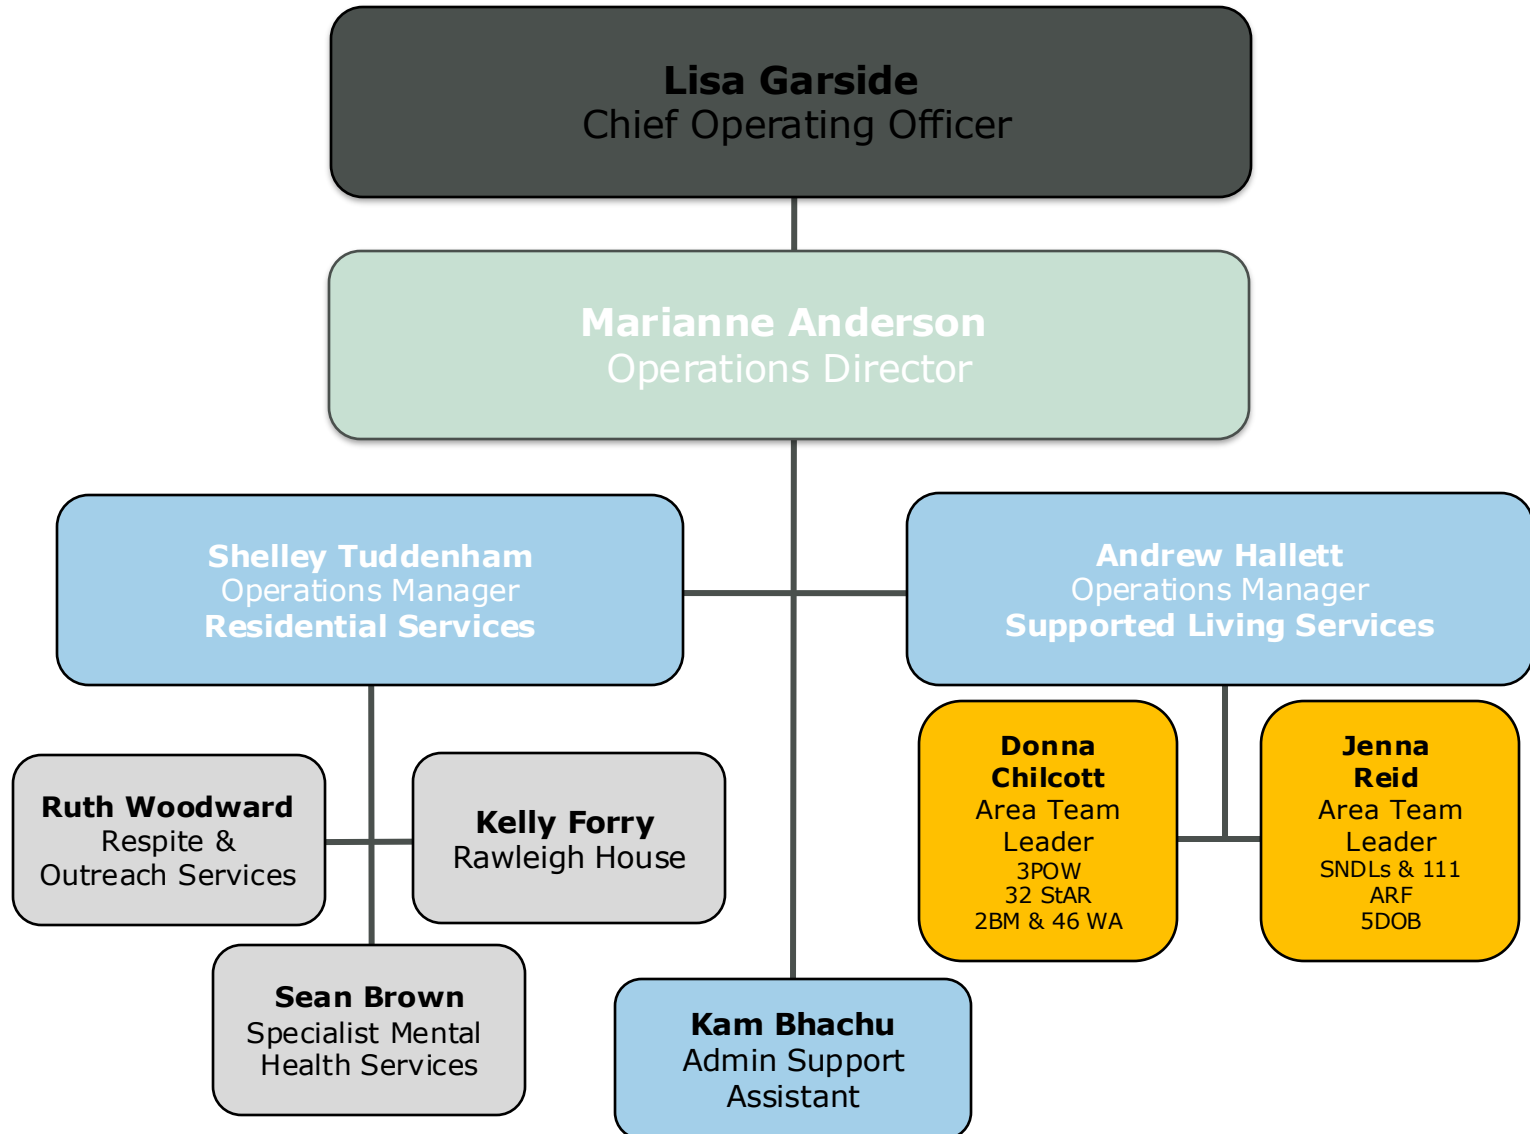 Lisa Garside
Chief Operating Officer
Marianne Anderson
Operations Director
Shelley Tuddenham
Operations Manager
Residential Services
Andrew Hallett
Operations Manager
Supported Living Services
Ruth Woodward
Respite &
Outreach Services
Kelly Forry
Rawleigh House
Sean Brown
Specialist Mental
Health Services
Kam Bhachu
Admin Support
Assistant
Donna
Chilcott
Area Team
Leader
3POW
32 StAR
2BM & 46 WA
Jenna
Reid
Area Team
Leader
SNDLs & 111
ARF
5DOB